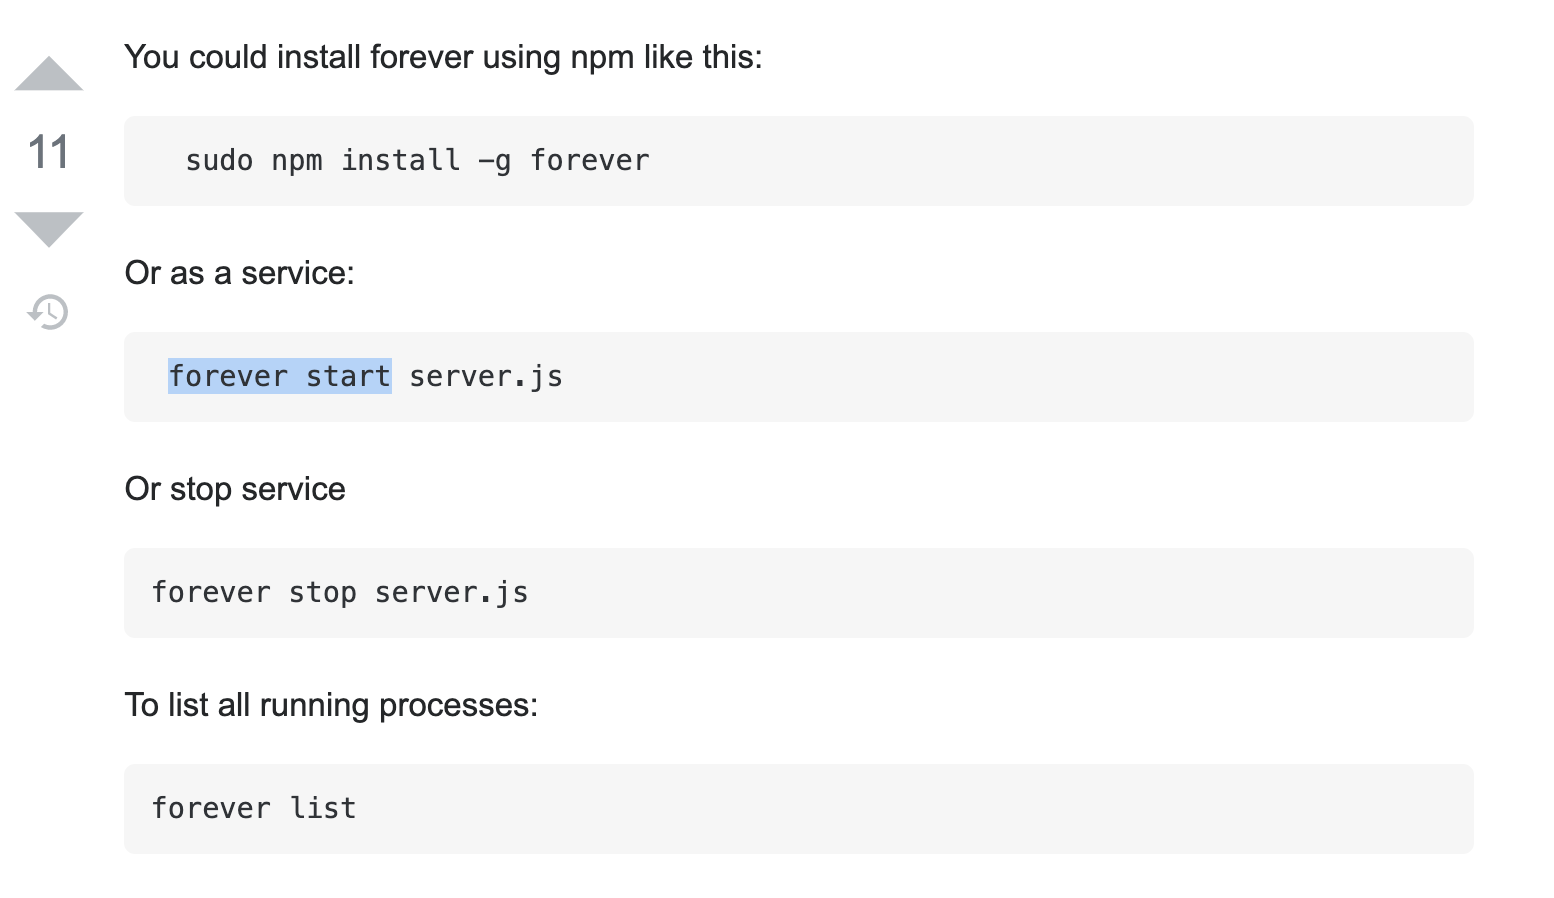 You could install forever using npm like this:
11
sudo npm install -g forever
Or as a service:
forever start server.js
Or stop service
forever stop server.js
To list all running processes:
forever list